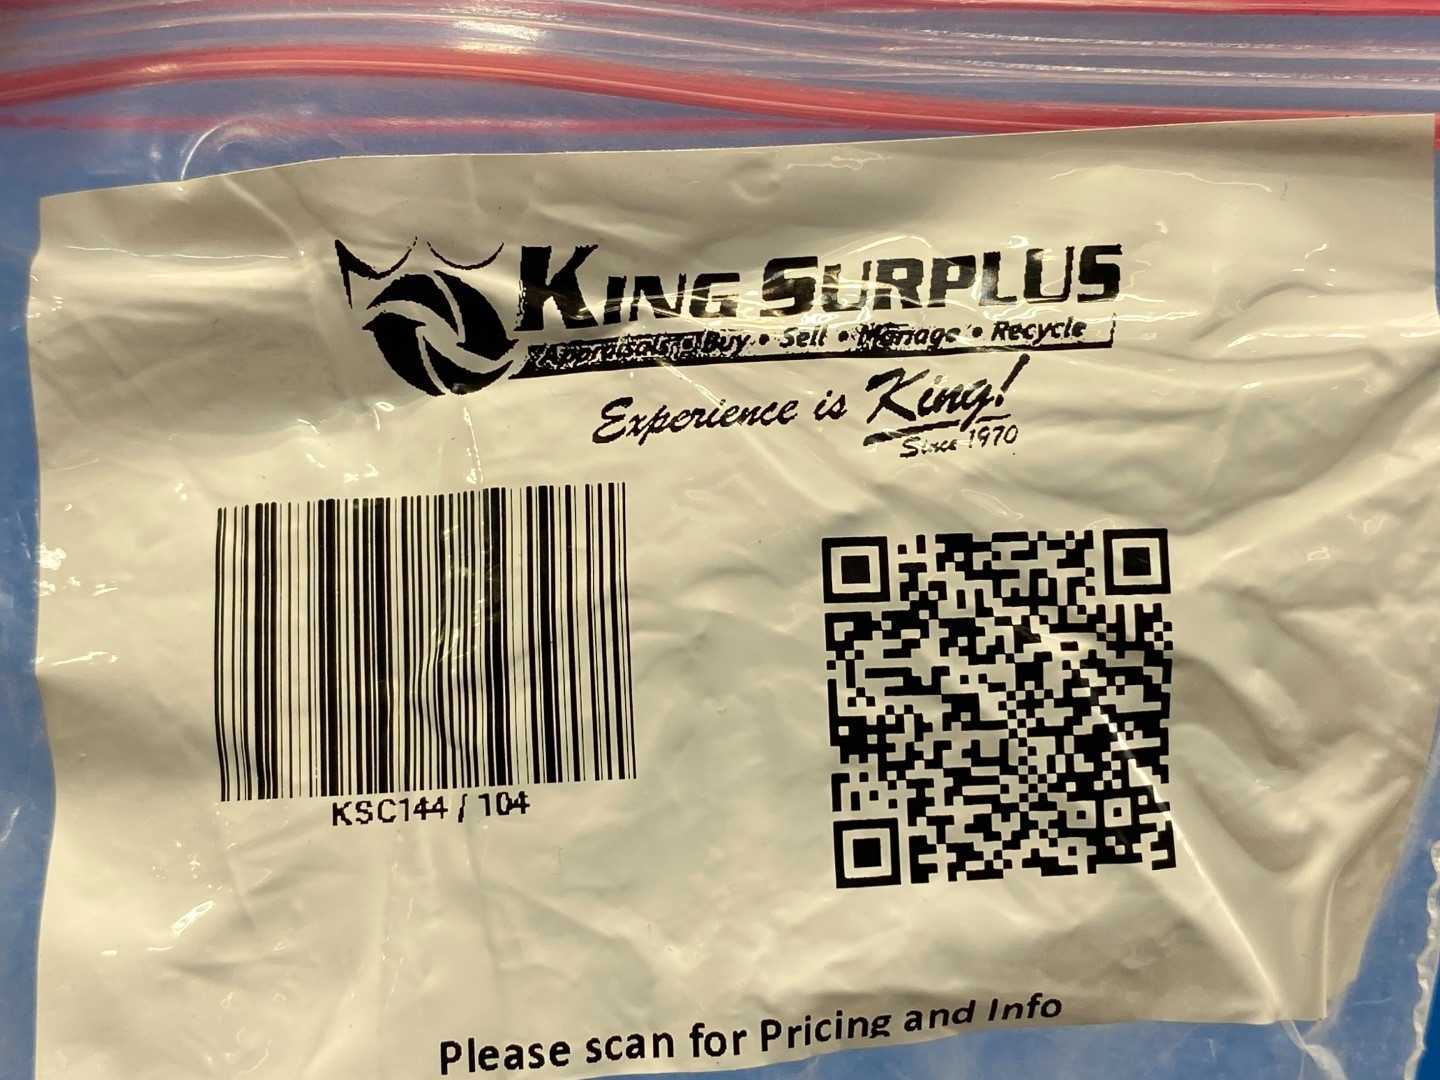 KING SURPLUS
Appraisals • Buy • Sell • Manage • Recycle
Experience is King!
Since 1970
KSC144 / 104
Please scan for Pricing and Info